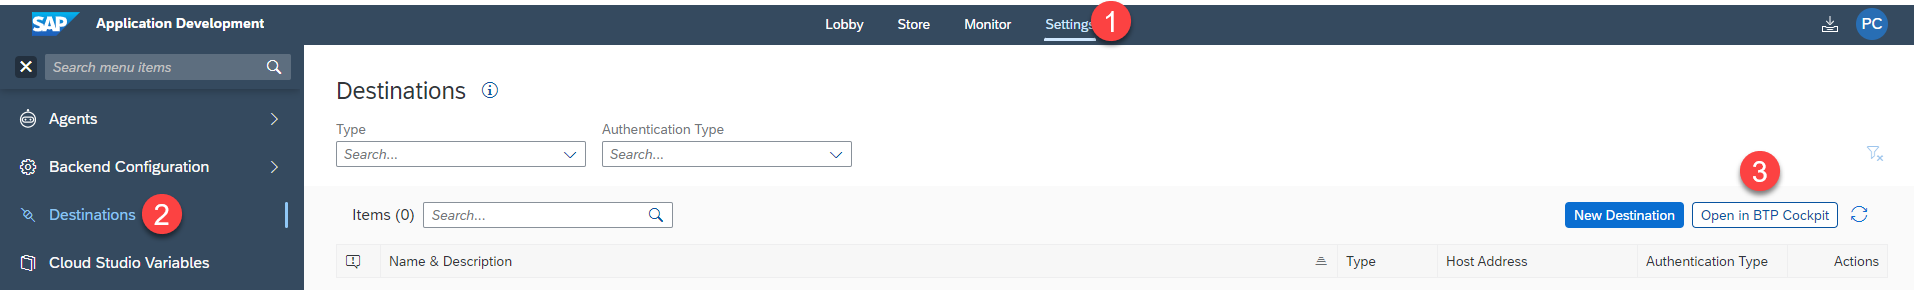 SAP Application Development Lobby Store Monitor Settings 1 PC
Search menu items
Agents
Backend Configuration
Destinations 2
Cloud Studio Variables
Destinations
Type Authentication Type
Search... Search...
3
Items (0) Search... New Destination Open in BTP Cockpit
Name & Description Type Host Address Authentication Type Actions